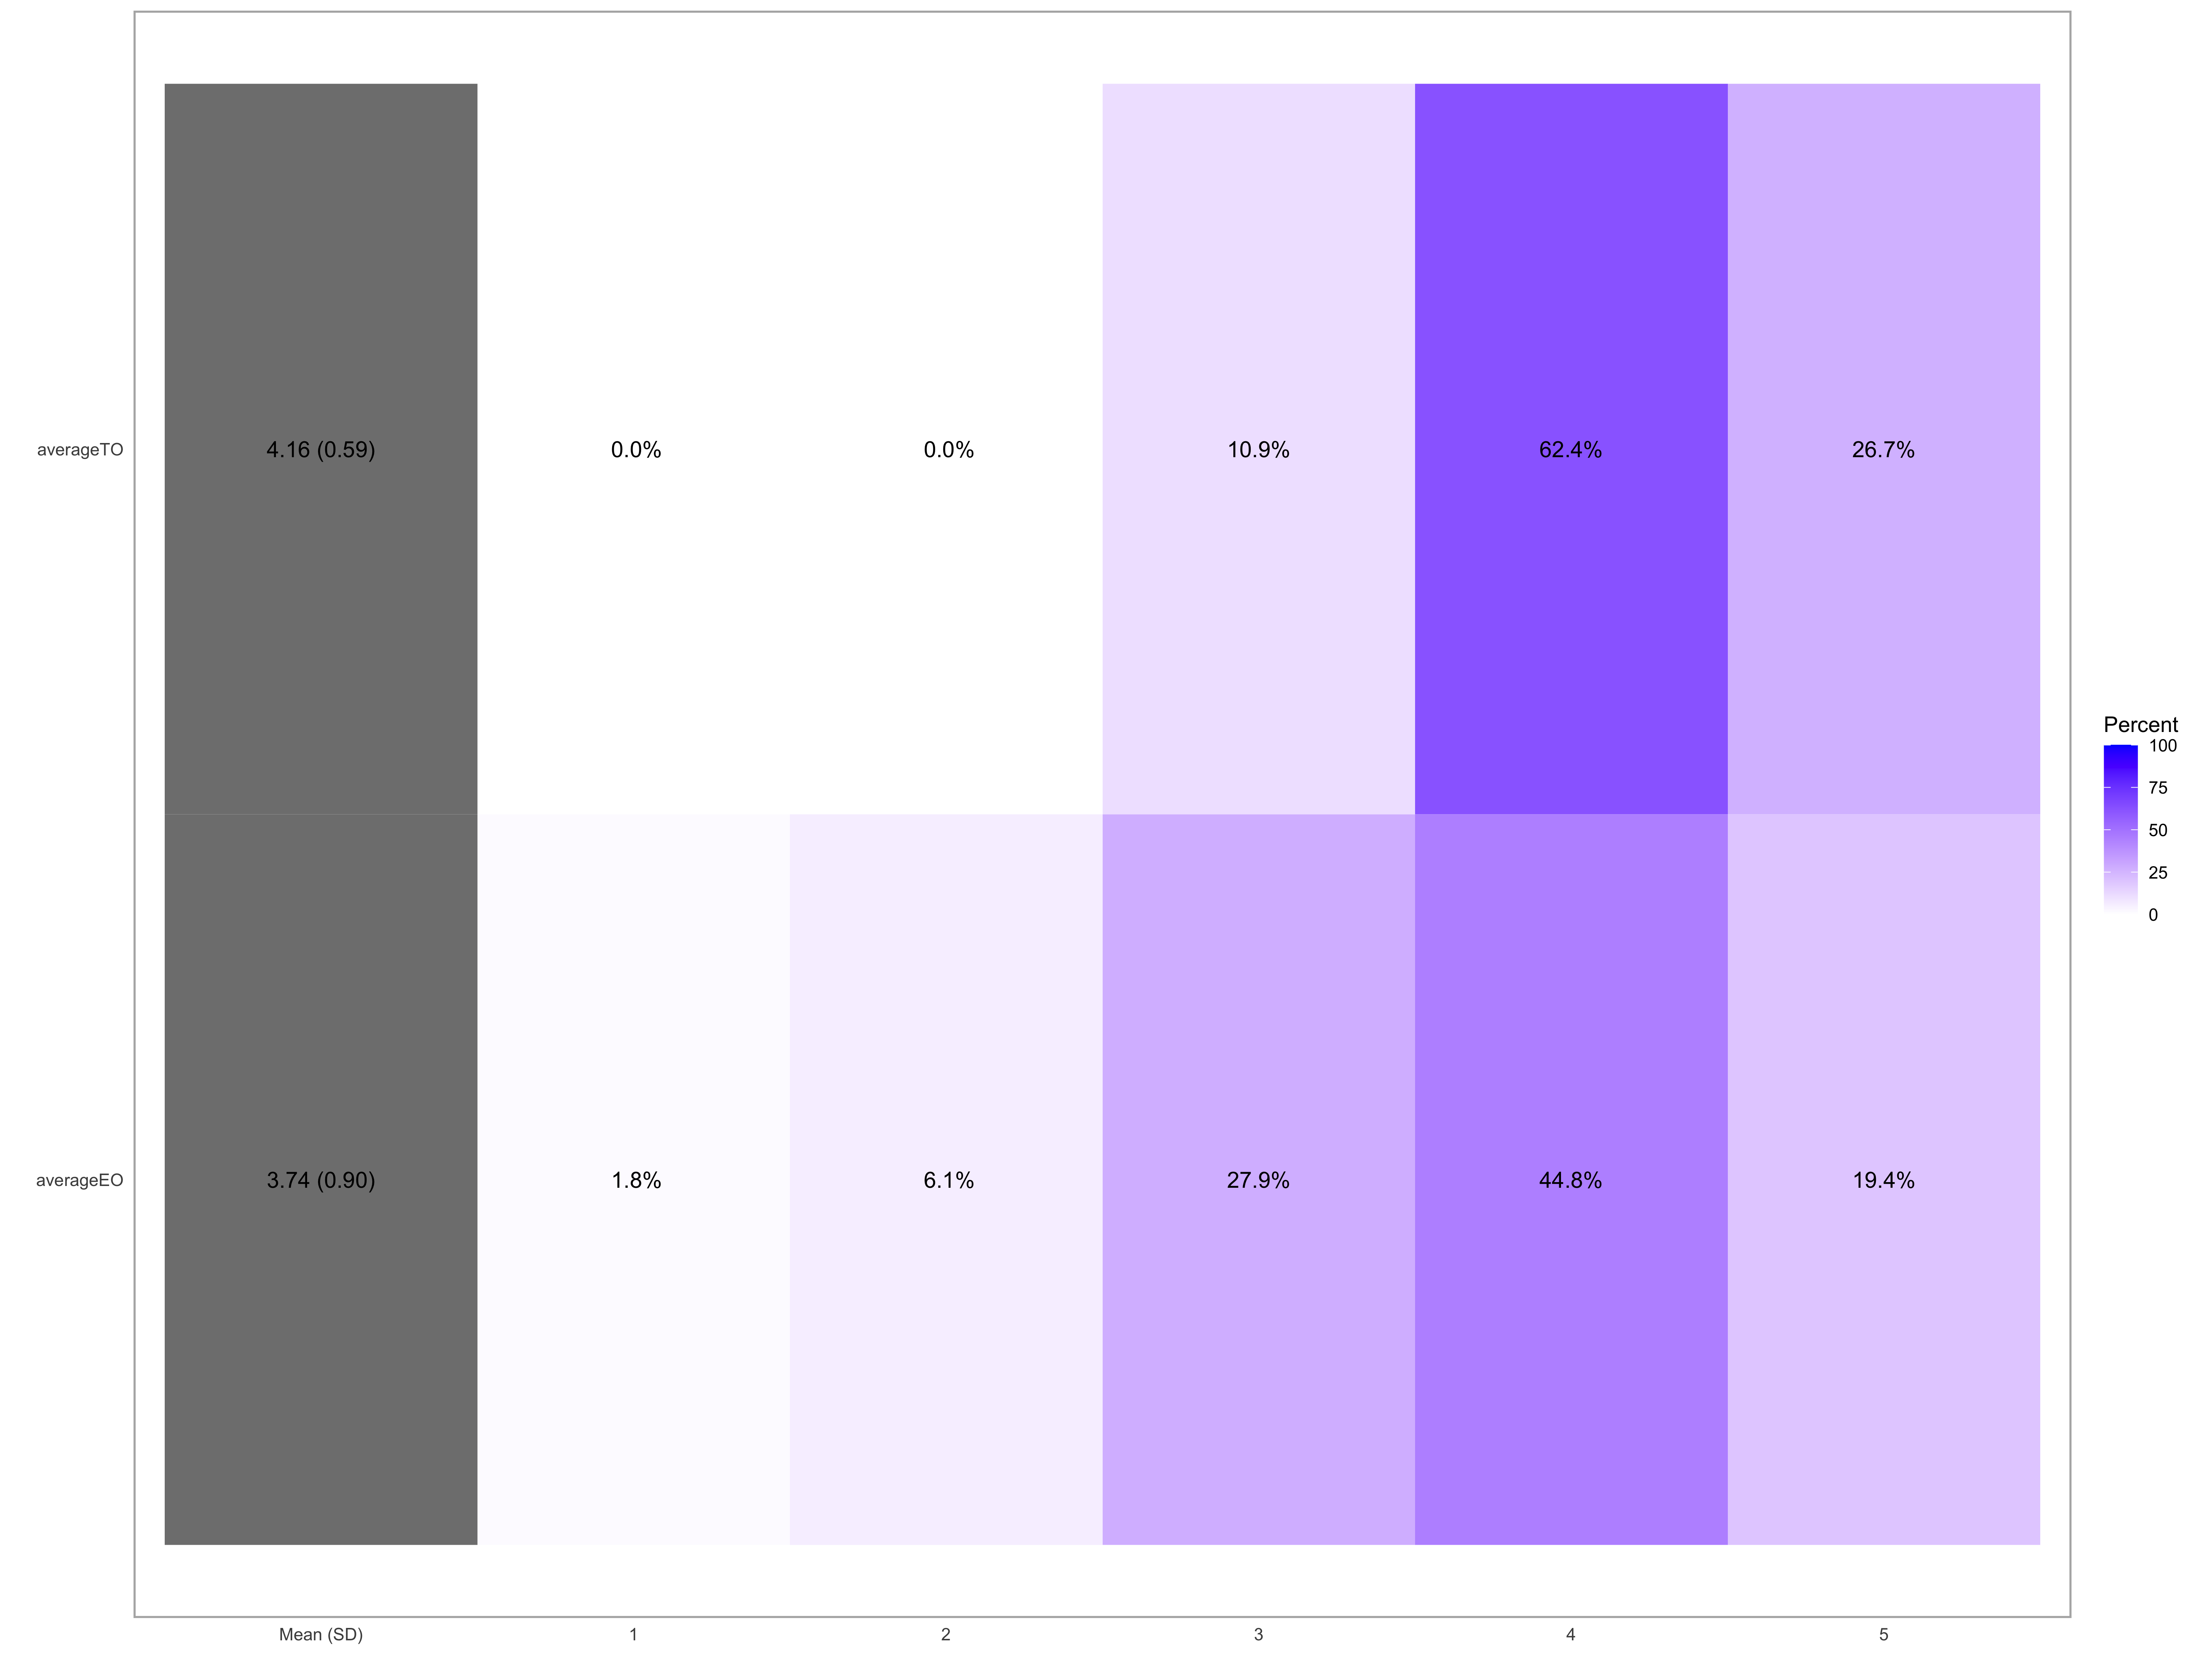 averageTO 4.16 (0.59) 0.0% 0.0% 10.9% 62.4% 26.7%
averageEO 3.74 (0.90) 1.8% 6.1% 27.9% 44.8% 19.4%
Mean (SD) 1 2 3 4 5
Percent
100
75
50
25
0